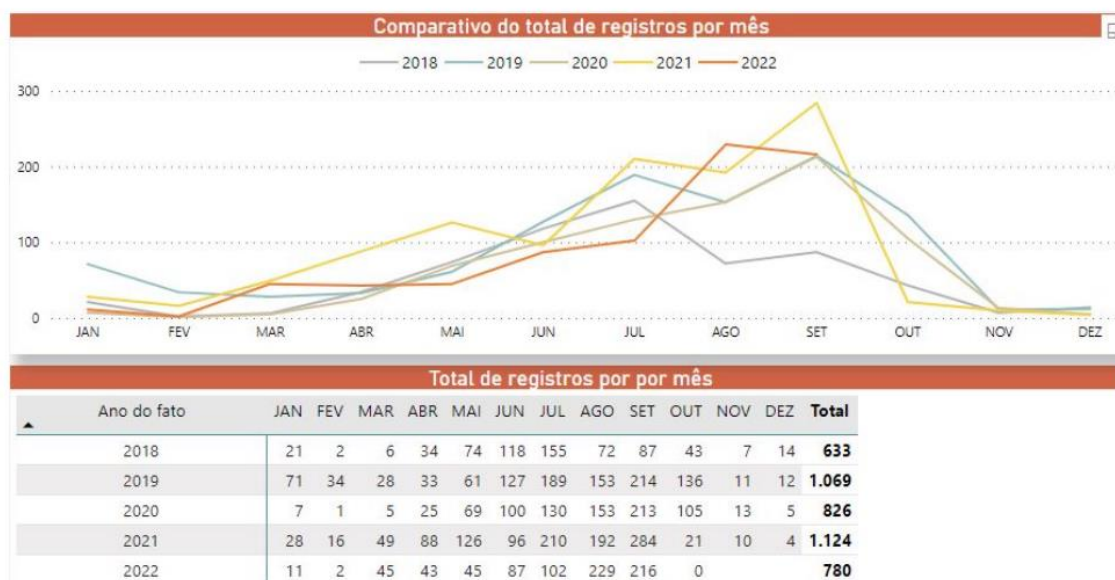 Comparativo do total de registros por mês
2018 2019 2020 2021 2022
300
200
100
0
JAN FEV MAR ABR MAI JUN JUL AGO SET OUT NOV DEZ
Total de registros por por mês
Ano do fato JAN FEV MAR ABR MAI JUN JUL AGO SET OUT NOV DEZ Total
2018 21 2 6 34 74 118 155 72 87 43 7 14 633
2019 71 34 28 33 61 127 189 153 214 136 11 12 1.069
2020 7 1 5 25 69 100 130 153 213 105 13 5 826
2021 28 16 49 88 126 96 210 192 284 21 10 4 1.124
2022 11 2 45 43 45 87 102 229 216 0 780